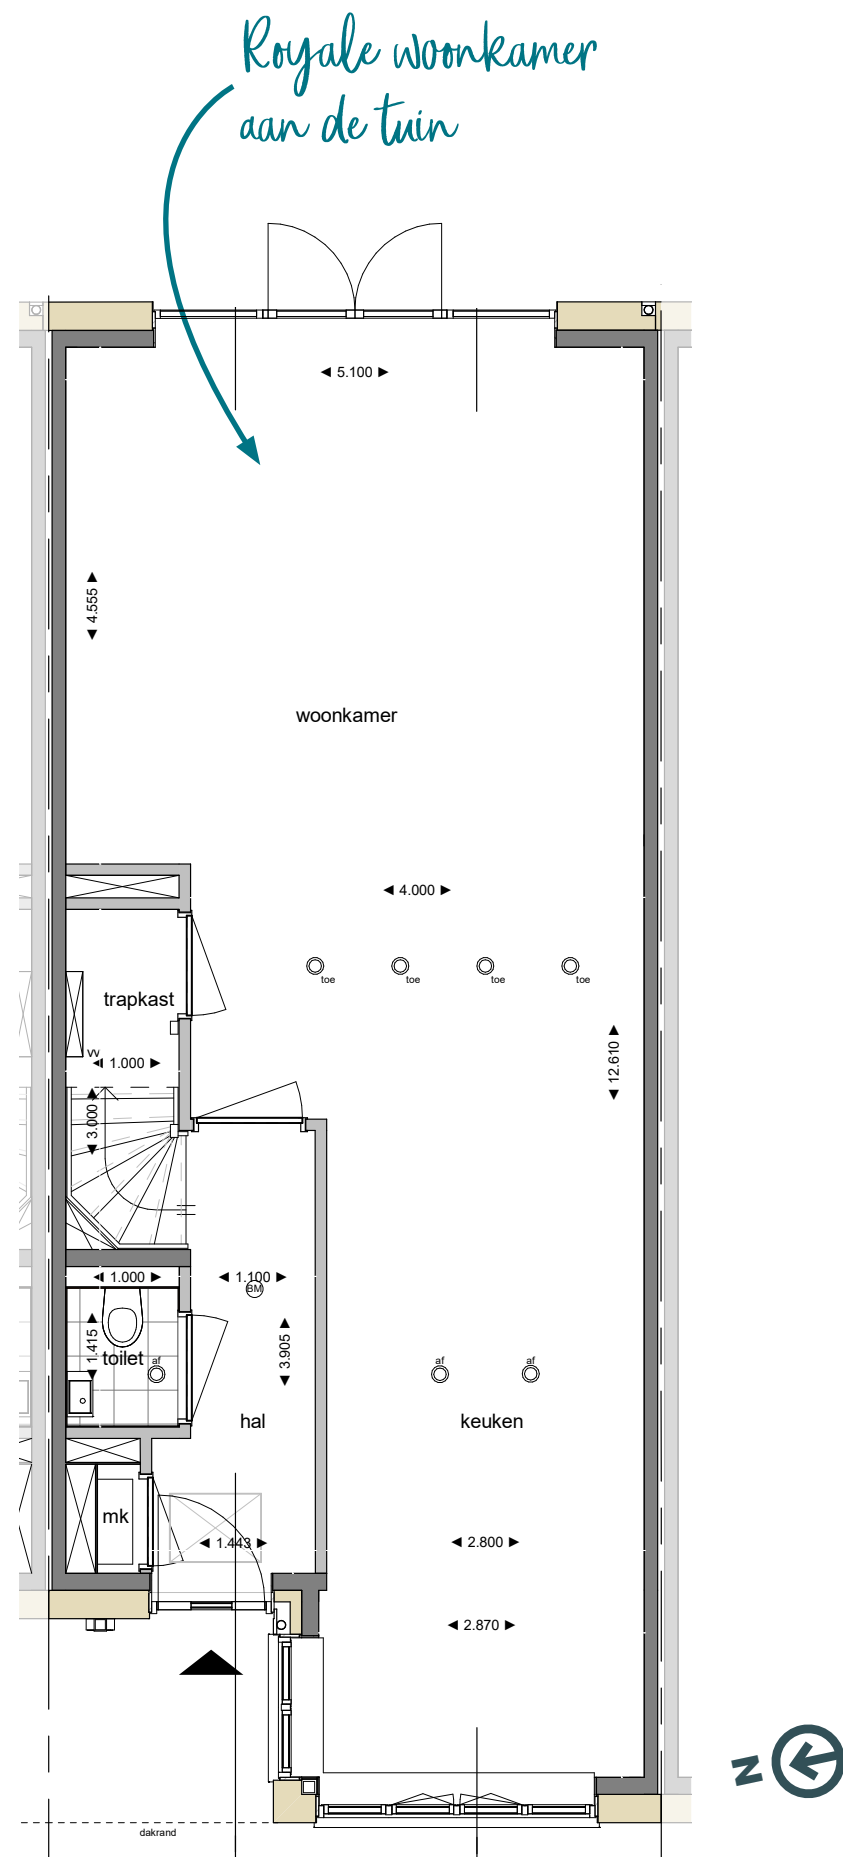 Royale woonkamer
aan de tuin
5.100
4.555
woonkamer
4.000
toe toe toe toe
trapkast
12.610
VV
1.000
3.000
1.000 1.100
BM
1.415
3.905
toilet af af af
hal keuken
mk
1.443 2.800
2.870
N
dakrand